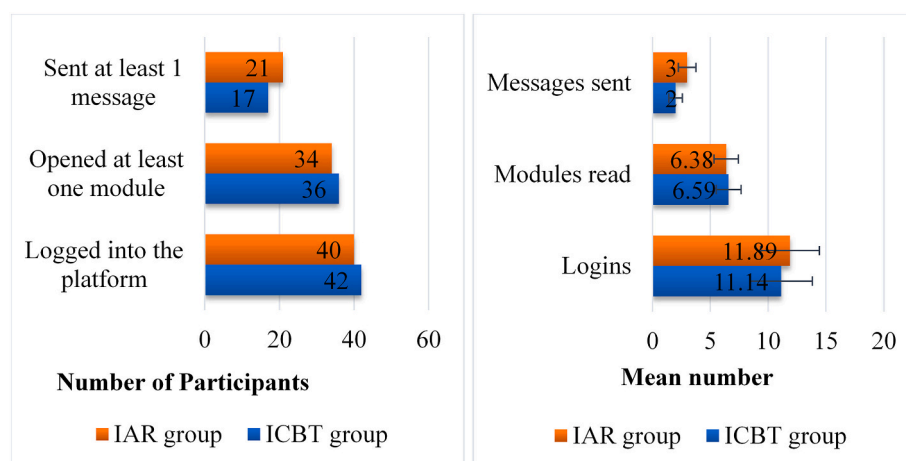 Sent at least 1
message
21
17
Opened at least
one module
34
36
Logged into the
platform
40
42
0 20 40 60
Number of Participants
IAR group ICBT group
Messages sent
3
2
Modules read
6.38
6.59
Logins
11.89
11.14
0 5 10 15 20
Mean number
IAR group ICBT group